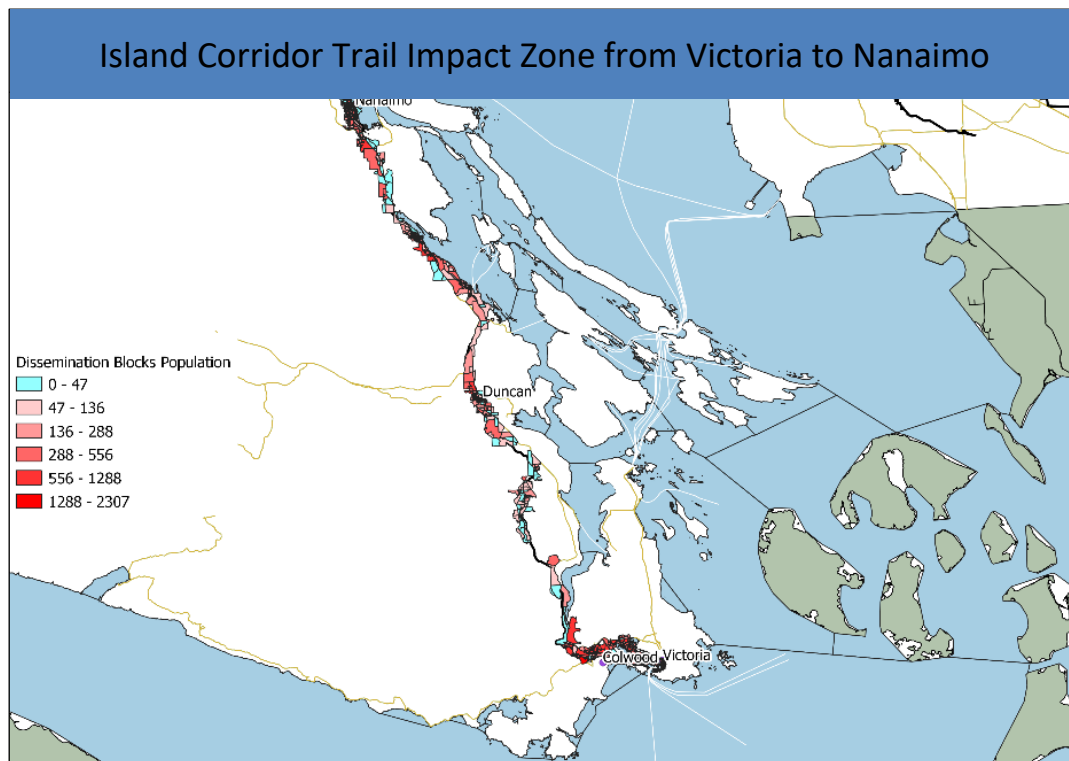 Island Corridor Trail Impact Zone from Victoria to Nanaimo
Nanaimo
Dissemination Blocks Population
0 - 47
47 - 136
136 - 288
288 - 556
556 - 1288
1288 - 2307
Duncan
Colwood
Victoria